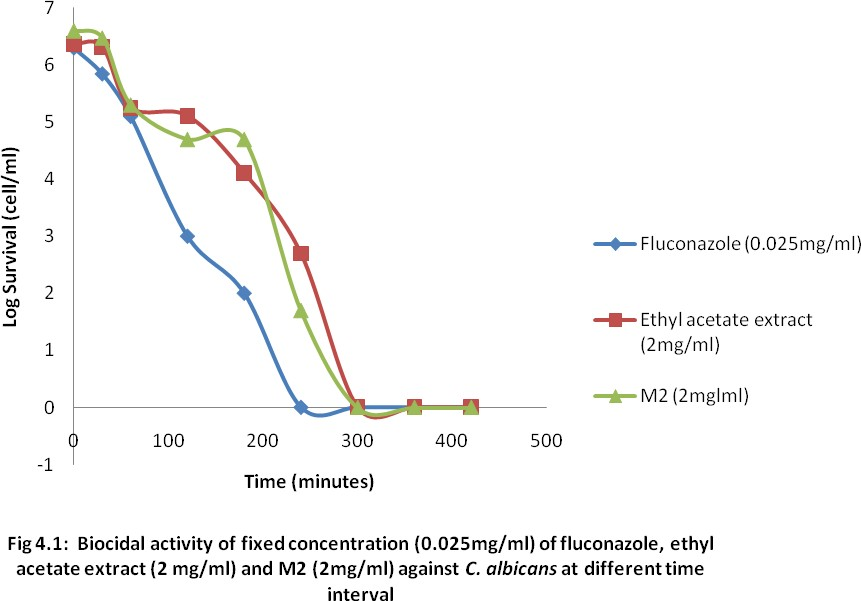 7
6
5
4
3
2
1
0
-1
0 100 200 300 400 500
Log Survival (cell/ml)
Time (minutes)
Fluconazole (0.025mg/ml)
Ethyl acetate extract
(2mg/ml)
M2 (2mglml)
Fig 4.1: Biocidal activity of fixed concentration (0.025mg/ml) of fluconazole, ethyl
acetate extract (2 mg/ml) and M2 (2mg/ml) against C. albicans at different time
interval